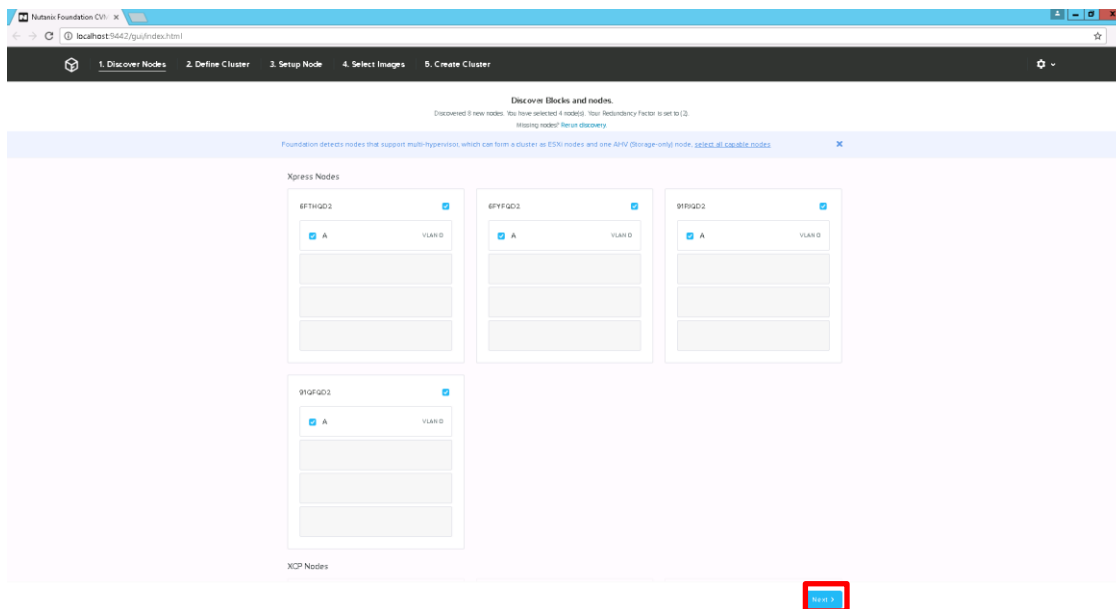 Nutanix Foundation CVM
localhost:9442/gui/index.html
1. Discover Nodes 2. Define Cluster 3. Setup Node 4. Select Images 5. Create Cluster
Discover Blocks and nodes.
Discovered 8 new nodes. You have selected 4 node(s). Your Redundancy Factor is set to (2).
Missing nodes? Rerun discovery.
Foundation detects nodes that support multi-hypervisor, which can form a cluster as ESXi nodes and one AHV (Storage-only) node, select all capable nodes
Xpress Nodes
6FTHQD2 6FYFQD2 91RJQD2
A VLAN 0 A VLAN 0 A VLAN 0
91QFQD2
A VLAN 0
XCP Nodes
Next >